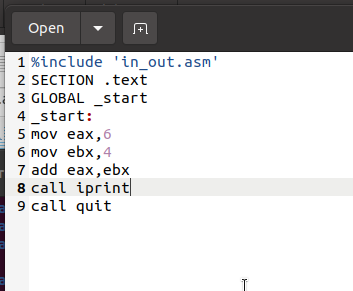 Open
1 %include 'in_out.asm'
2 SECTION .text
3 GLOBAL _start
4 _start:
5 mov eax,6
6 mov ebx,4
7 add eax,ebx
8 call iprint
9 call quit